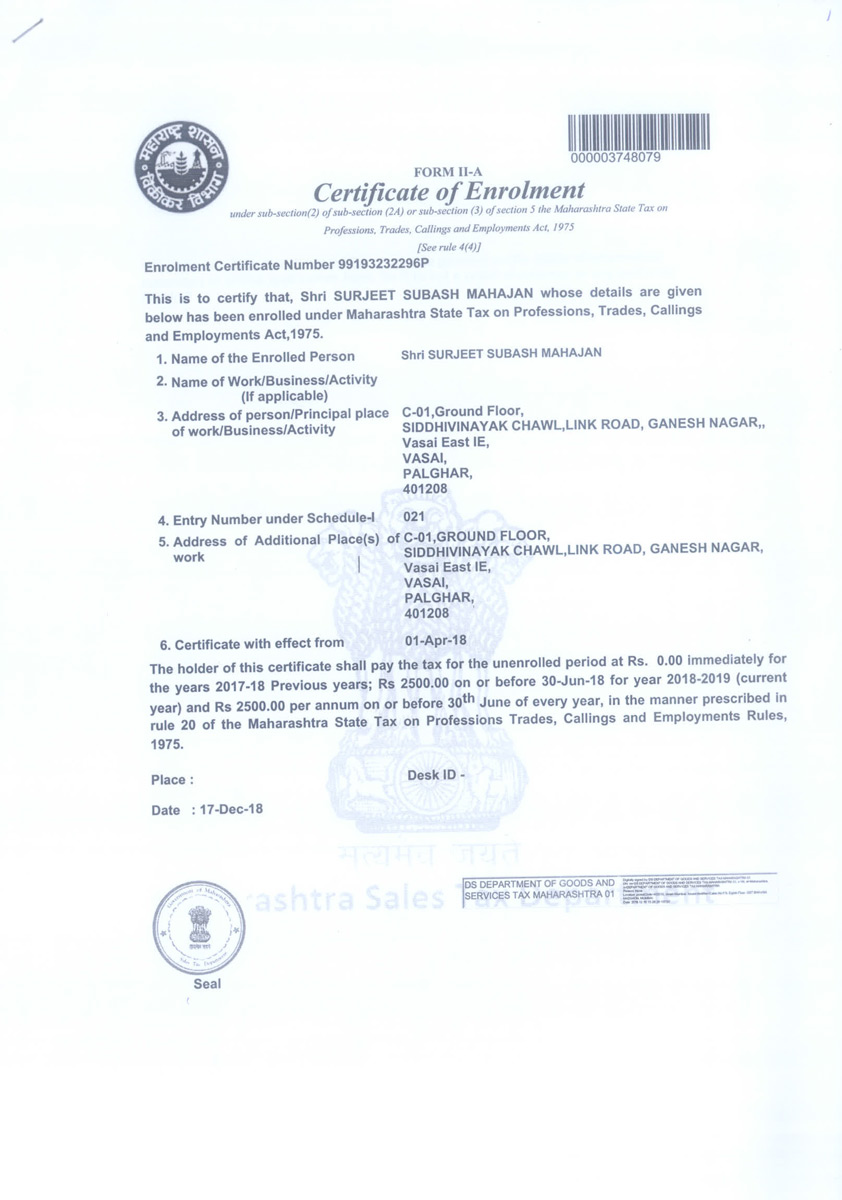 महाराष्ट्र शासन
विक्रीकर विभाग
000003748079
FORM II-A
Certificate of Enrolment
under sub-section(2) of sub-section (2A) or sub-section (3) of section 5 the Maharashtra State Tax on
Professions, Trades, Callings and Employments Act, 1975
[See rule 4(4)]
Enrolment Certificate Number 99193232296P
This is to certify that, Shri SURJEET SUBASH MAHAJAN whose details are given
below has been enrolled under Maharashtra State Tax on Professions, Trades, Callings
and Employments Act,1975.
1. Name of the Enrolled Person Shri SURJEET SUBASH MAHAJAN
2. Name of Work/Business/Activity
(If applicable)
3. Address of person/Principal place C-01,Ground Floor,
of work/Business/Activity SIDDHIVINAYAK CHAWL,LINK ROAD, GANESH NAGAR,,
Vasai East IE,
VASAI,
PALGHAR,
401208
4. Entry Number under Schedule-I 021
5. Address of Additional Place(s) of C-01,GROUND FLOOR,
work SIDDHIVINAYAK CHAWL,LINK ROAD, GANESH NAGAR,
Vasai East IE,
VASAI,
PALGHAR,
401208
6. Certificate with effect from 01-Apr-18
The holder of this certificate shall pay the tax for the unenrolled period at Rs. 0.00 immediately for
the years 2017-18 Previous years; Rs 2500.00 on or before 30-Jun-18 for year 2018-2019 (current
year) and Rs 2500.00 per annum on or before 30th June of every year, in the manner prescribed in
rule 20 of the Maharashtra State Tax on Professions Trades, Callings and Employments Rules,
1975.
Place : Desk ID -
Date : 17-Dec-18
सत्यमेव जयते
ashtra Sales Tax Department
DS DEPARTMENT OF GOODS AND
SERVICES TAX MAHARASHTRA 01
Government of Maharashtra
Sales Tax Department
Seal